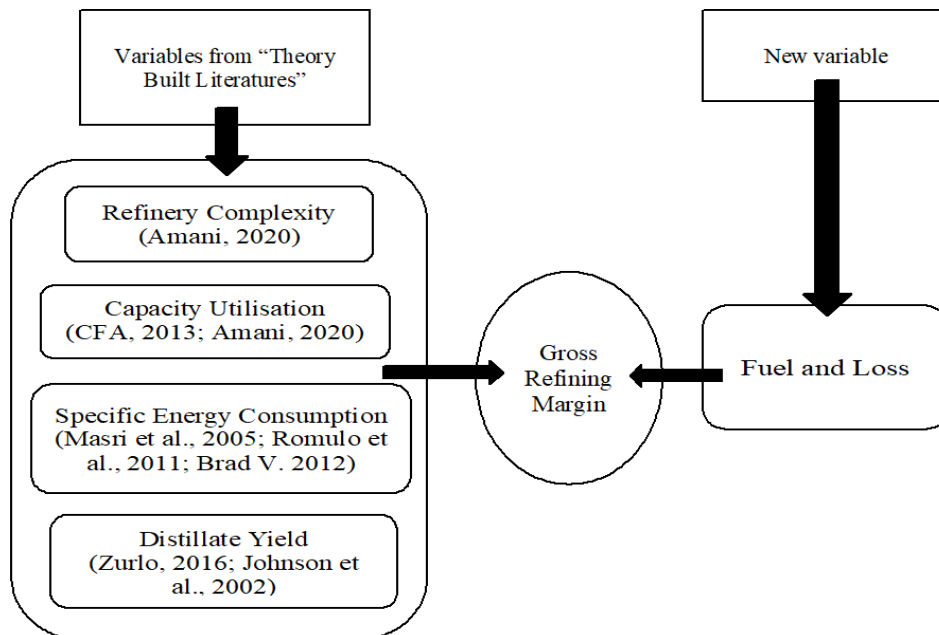 Variables from “Theory
Built Literatures”
New variable
Refinery Complexity
(Amani, 2020)
Capacity Utilisation
(CFA, 2013; Amani, 2020)
Specific Energy Consumption
(Masri et al., 2005; Romulo et
al., 2011; Brad V. 2012)
Distillate Yield
(Zurlo, 2016; Johnson et
al., 2002)
Gross
Refining
Margin
Fuel and Loss